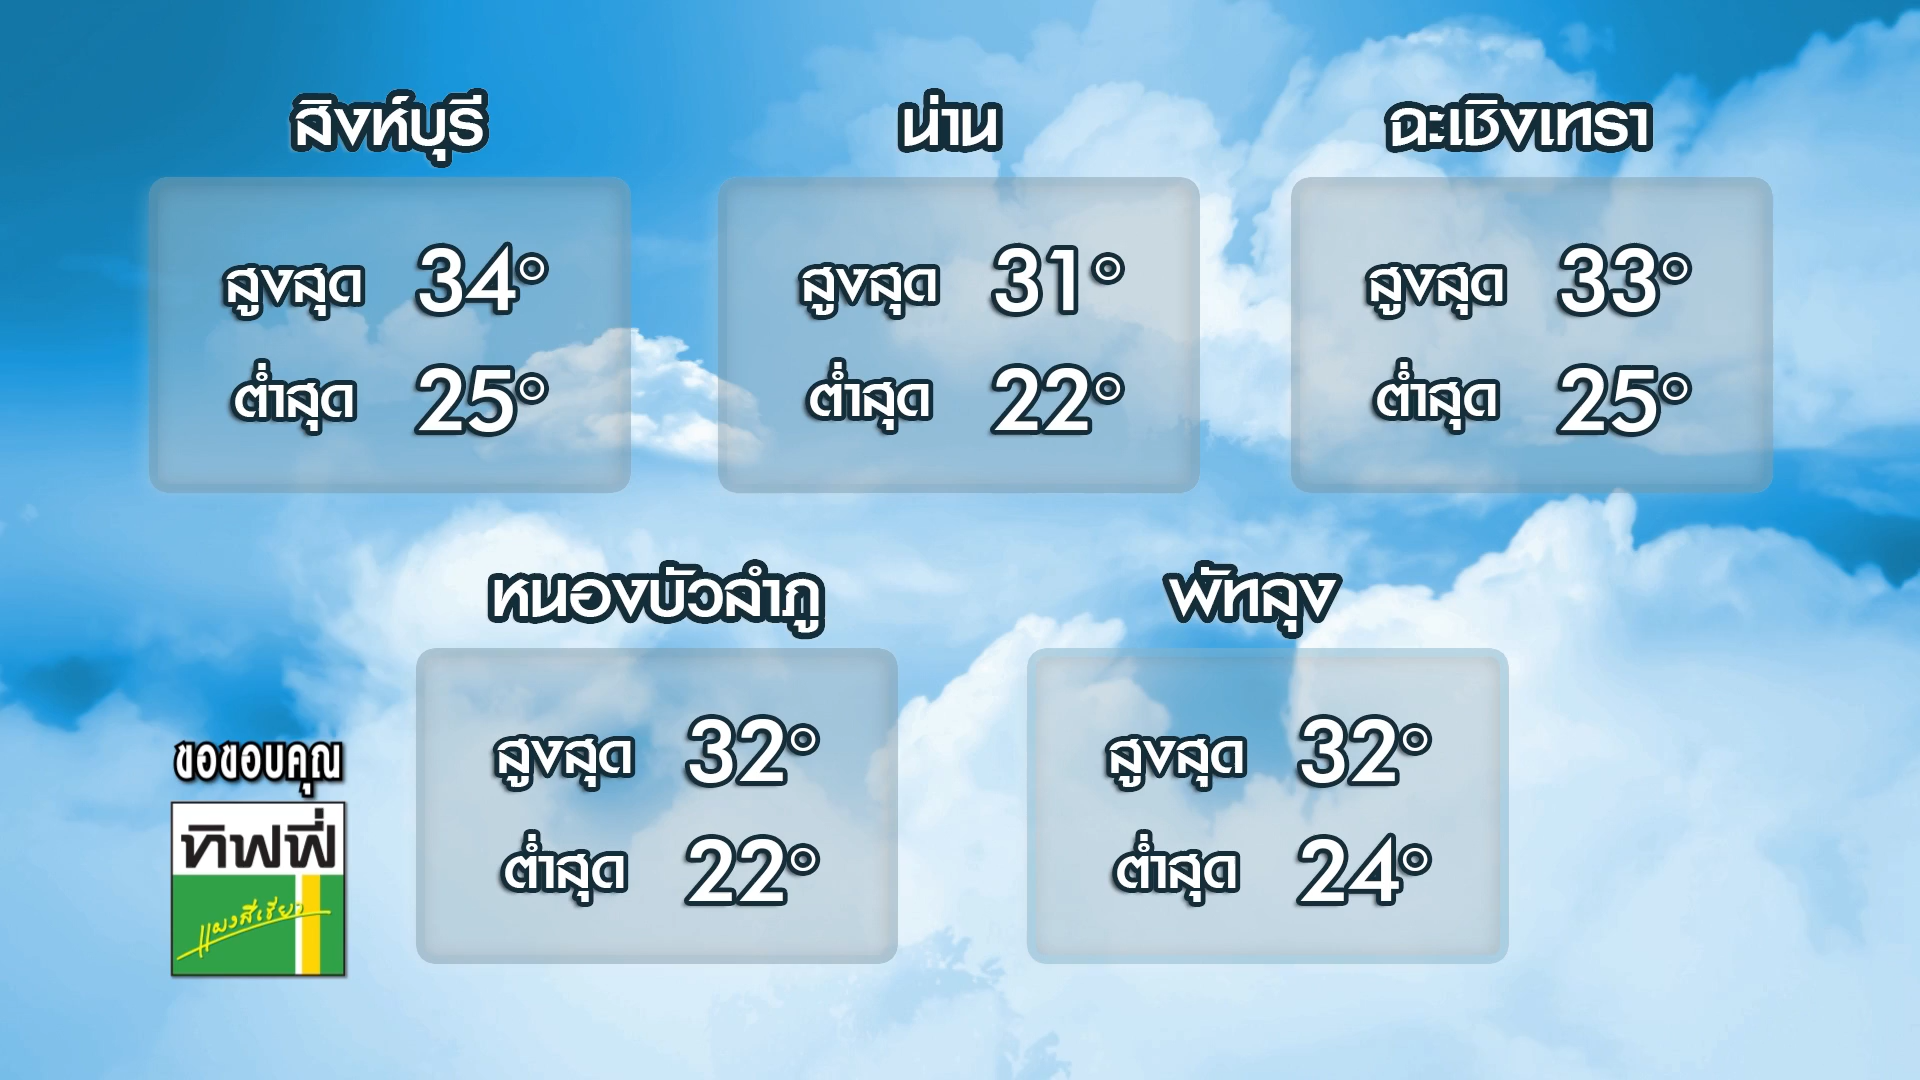 สิงห์บุรี
สูงสุด 34°
ต่ำสุด 25°
น่าน
สูงสุด 31°
ต่ำสุด 22°
ฉะเชิงเทรา
สูงสุด 33°
ต่ำสุด 25°
หนองบัวลำภู
สูงสุด 32°
ต่ำสุด 22°
พัทลุง
สูงสุด 32°
ต่ำสุด 24°
ขอขอบคุณ
ทิฟฟี่
แผงสีเขียว